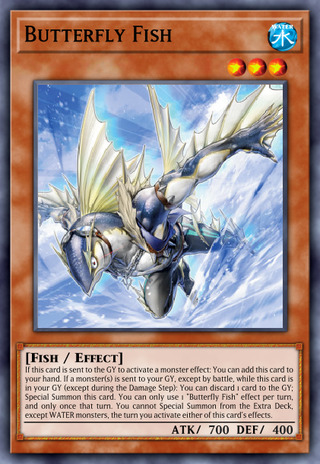 Butterfly Fish
WATER
水
[Fish / Effect]
If this card is sent to the GY to activate a monster effect: You can add this card to
your hand. If a monster(s) is sent to your GY, except by battle, while this card is
in your GY (except during the Damage Step): You can discard 1 card to the GY;
Special Summon this card. You can only use 1 "Butterfly Fish" effect per turn,
and only once that turn. You cannot Special Summon from the Extra Deck,
except WATER monsters, the turn you activate either of this card's effects.
ATK/ 700 DEF/ 400